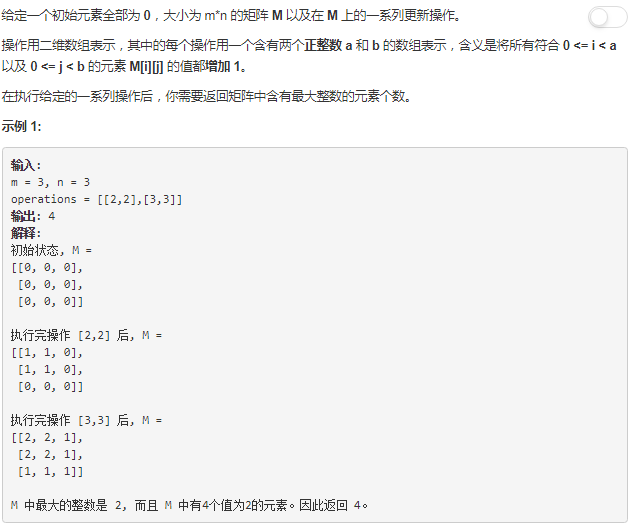 给定一个初始元素全部为 0，大小为 m*n 的矩阵 M 以及在 M 上的一系列更新操作。
操作用二维数组表示，其中的每个操作用一个含有两个正整数 a 和 b 的数组表示，含义是将所有符合 0 <= i < a
以及 0 <= j < b 的元素 M[i][j] 的值都增加 1。
在执行给定的一系列操作后，你需要返回矩阵中含有最大整数的元素个数。
示例 1:
输入:
m = 3, n = 3
operations = [[2,2],[3,3]]
输出: 4
解释:
初始状态, M =
[[0, 0, 0],
 [0, 0, 0],
 [0, 0, 0]]
执行完操作 [2,2] 后, M =
[[1, 1, 0],
 [1, 1, 0],
 [0, 0, 0]]
执行完操作 [3,3] 后, M =
[[2, 2, 1],
 [2, 2, 1],
 [1, 1, 1]]
M 中最大的整数是 2, 而且 M 中有4个值为2的元素。因此返回 4。